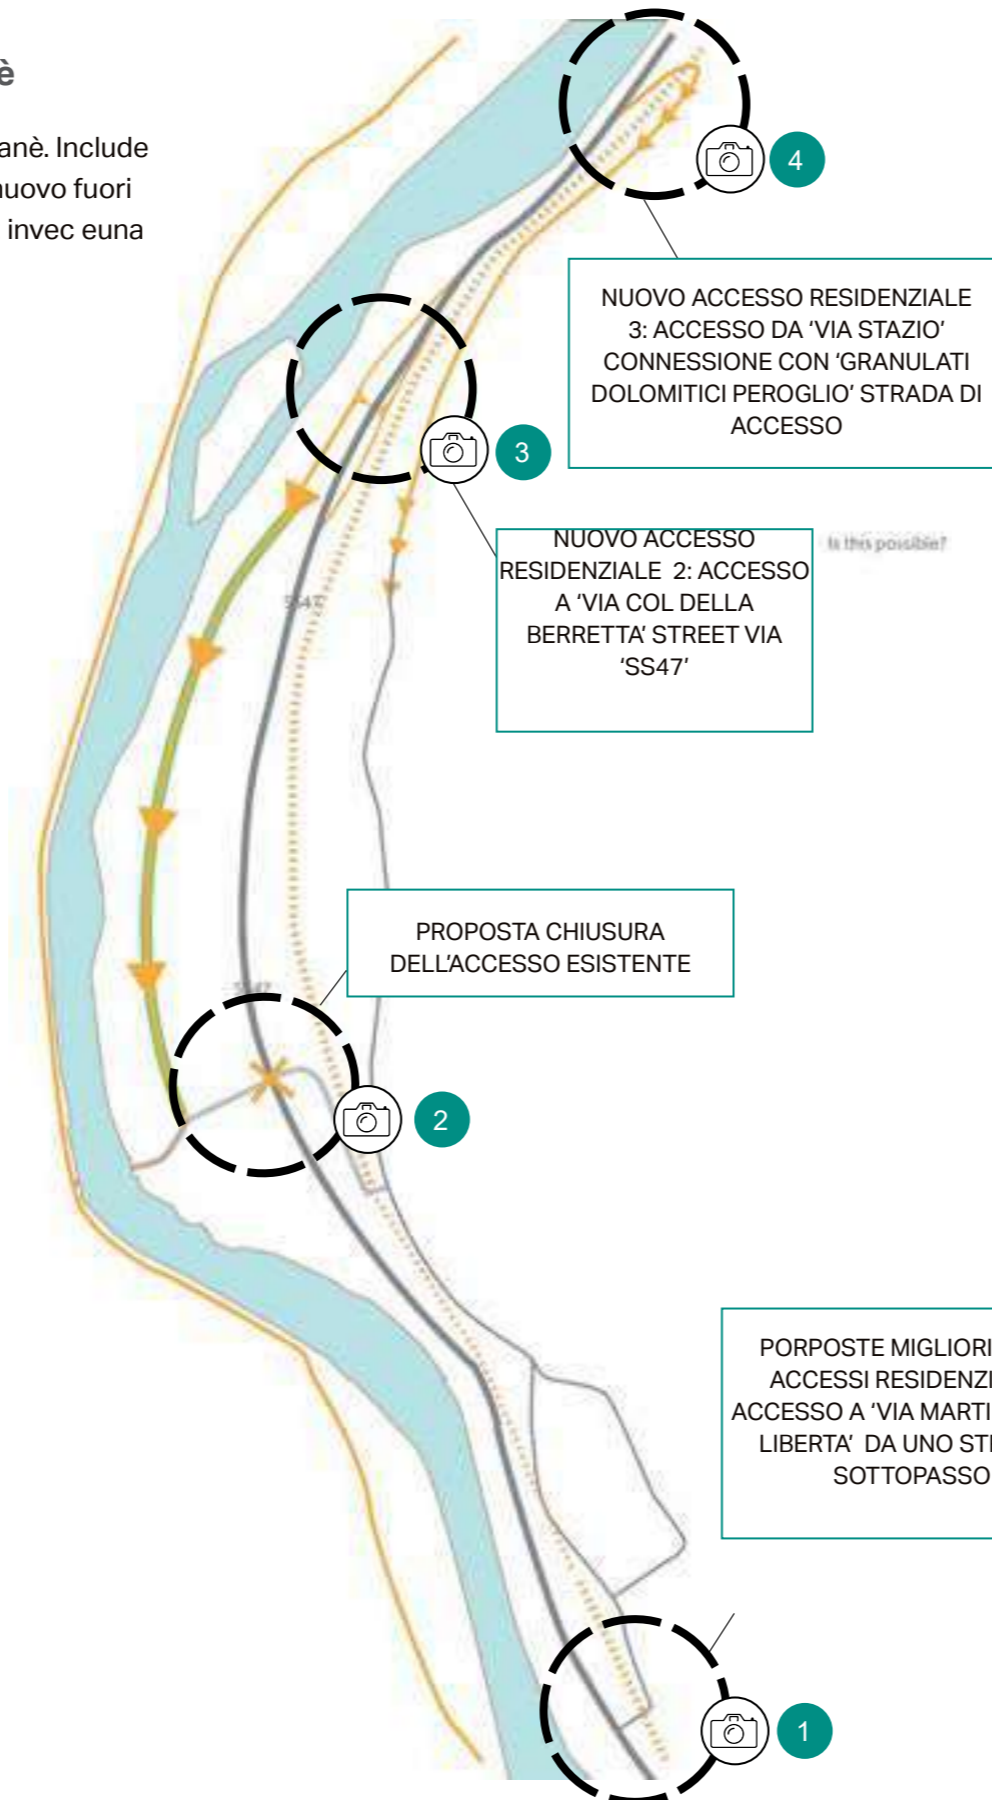 è
anè. Include
nuovo fuori
invec euna
4
NUOVO ACCESSO RESIDENZIALE
3: ACCESSO DA ‘VIA STAZIO’
CONNESSIONE CON ‘GRANULATI
DOLOMITICI PEROGLIO’ STRADA DI
ACCESSO
3
NUOVO ACCESSO
RESIDENZIALE 2: ACCESSO
A ‘VIA COL DELLA
BERRETTA’ STREET VIA
‘SS47’
Is this possible?
SS47
PROPOSTA CHIUSURA
DELL’ACCESSO ESISTENTE
SS47
2
PORPOSTE MIGLIORI
ACCESSI RESIDENZI
ACCESSO A ‘VIA MARTI
LIBERTA’ DA UNO STI
SOTTOPASSO
1